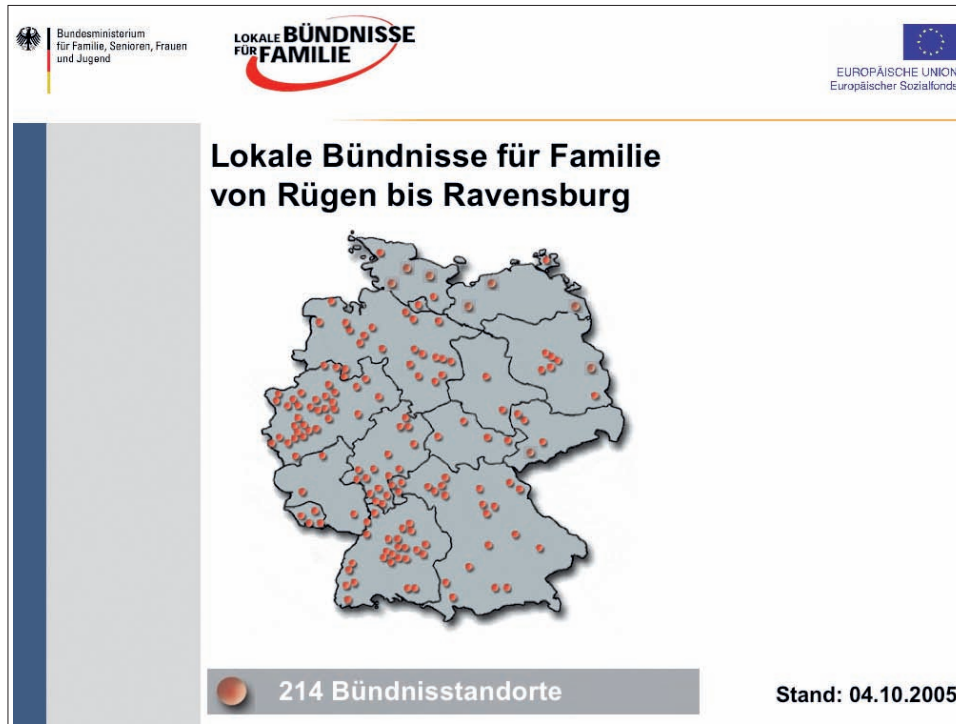 Bundesministerium
für Familie, Senioren, Frauen
und Jugend
LOKALE BÜNDNISSE
FÜR FAMILIE
EUROPÄISCHE UNION
Europäischer Sozialfonds
Lokale Bündnisse für Familie
von Rügen bis Ravensburg
214 Bündnisstandorte
Stand: 04.10.2005